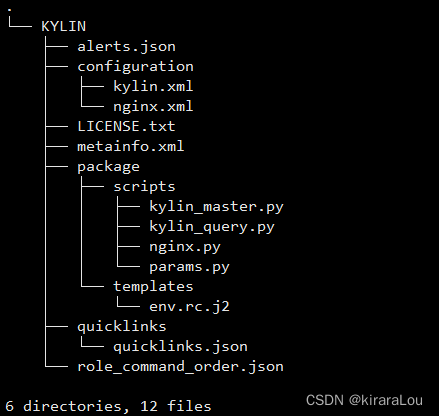 .
└── KYLIN
    ├── alerts.json
    ├── configuration
    │   ├── kylin.xml
    │   └── nginx.xml
    ├── LICENSE.txt
    ├── metainfo.xml
    ├── package
    │   ├── scripts
    │   │   ├── kylin_master.py
    │   │   ├── kylin_query.py
    │   │   ├── nginx.py
    │   │   └── params.py
    │   └── templates
    │       └── env.rc.j2
    ├── quicklinks
    │   └── quicklinks.json
    └── role_command_order.json
6 directories, 12 files
CSDN @kiraraLou